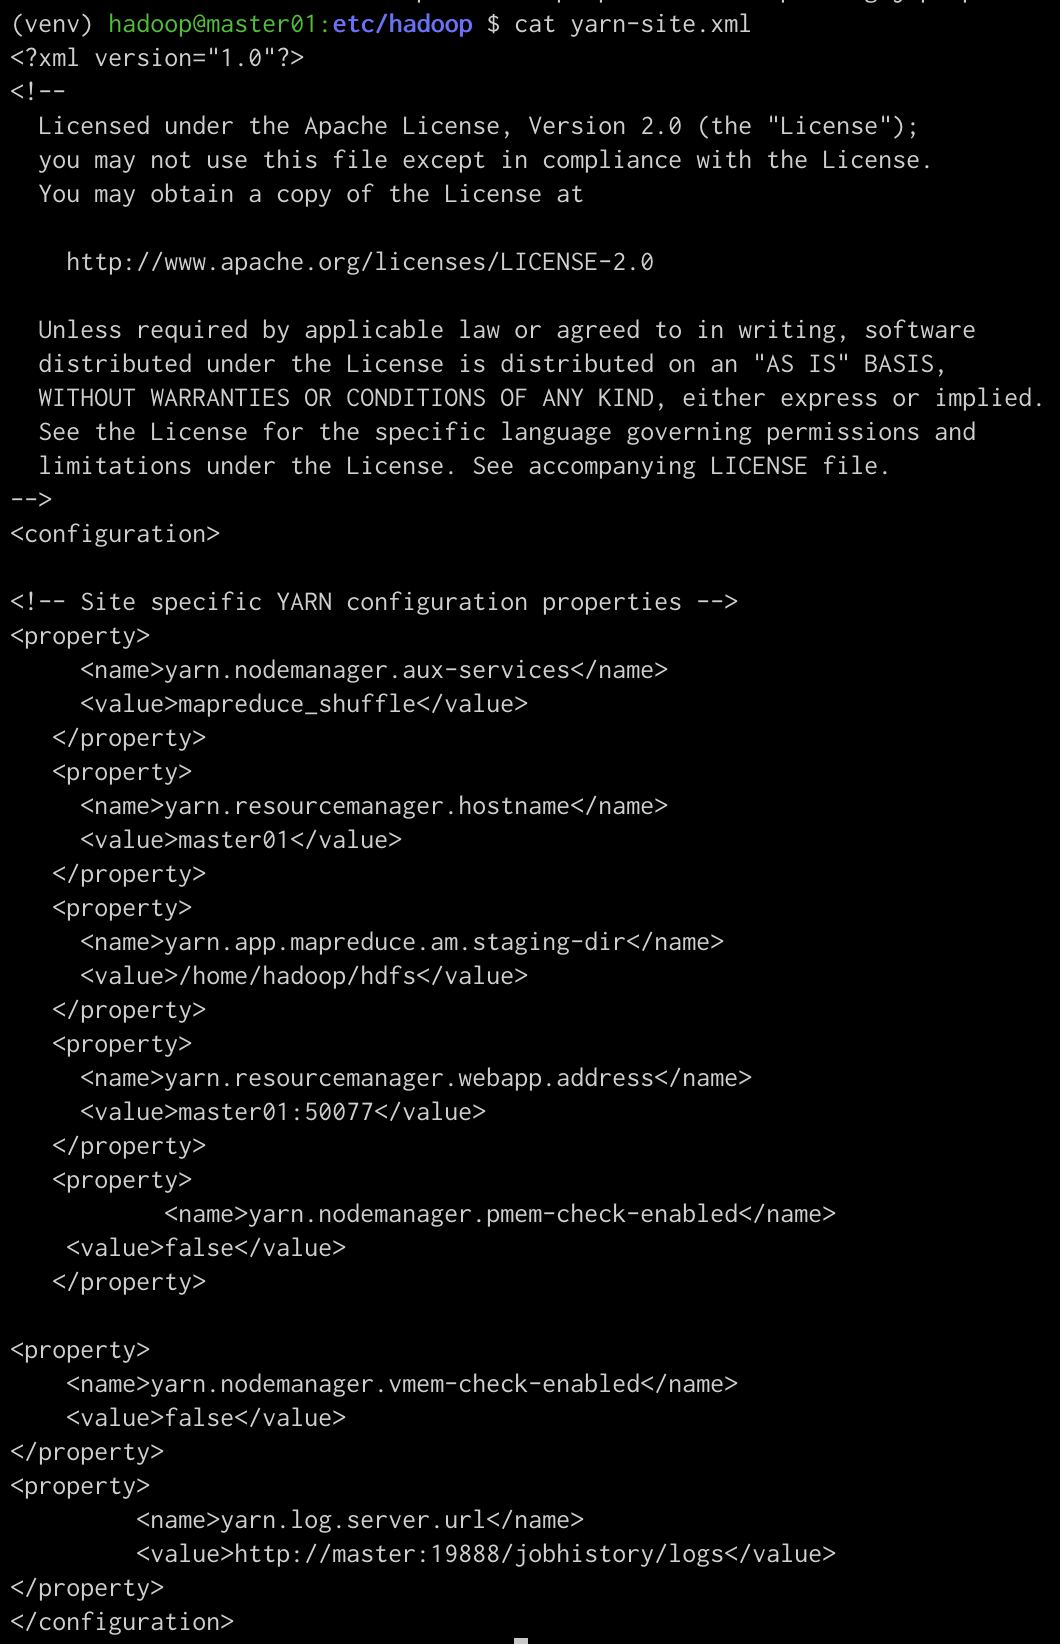 (venv) hadoop@master01:etc/hadoop $ cat yarn-site.xml
<?xml version="1.0"?>
<!--
  Licensed under the Apache License, Version 2.0 (the "License");
  you may not use this file except in compliance with the License.
  You may obtain a copy of the License at

    http://www.apache.org/licenses/LICENSE-2.0

  Unless required by applicable law or agreed to in writing, software
  distributed under the License is distributed on an "AS IS" BASIS,
  WITHOUT WARRANTIES OR CONDITIONS OF ANY KIND, either express or implied.
  See the License for the specific language governing permissions and
  limitations under the License. See accompanying LICENSE file.
-->
<configuration>

<!-- Site specific YARN configuration properties -->
<property>
     <name>yarn.nodemanager.aux-services</name>
     <value>mapreduce_shuffle</value>
   </property>
   <property>
     <name>yarn.resourcemanager.hostname</name>
     <value>master01</value>
   </property>
   <property>
     <name>yarn.app.mapreduce.am.staging-dir</name>
     <value>/home/hadoop/hdfs</value>
   </property>
   <property>
     <name>yarn.resourcemanager.webapp.address</name>
     <value>master01:50077</value>
   </property>
   <property>
           <name>yarn.nodemanager.pmem-check-enabled</name>
    <value>false</value>
   </property>

<property>
    <name>yarn.nodemanager.vmem-check-enabled</name>
    <value>false</value>
</property>
<property>
         <name>yarn.log.server.url</name>
         <value>http://master:19888/jobhistory/logs</value>
</property>
</configuration>